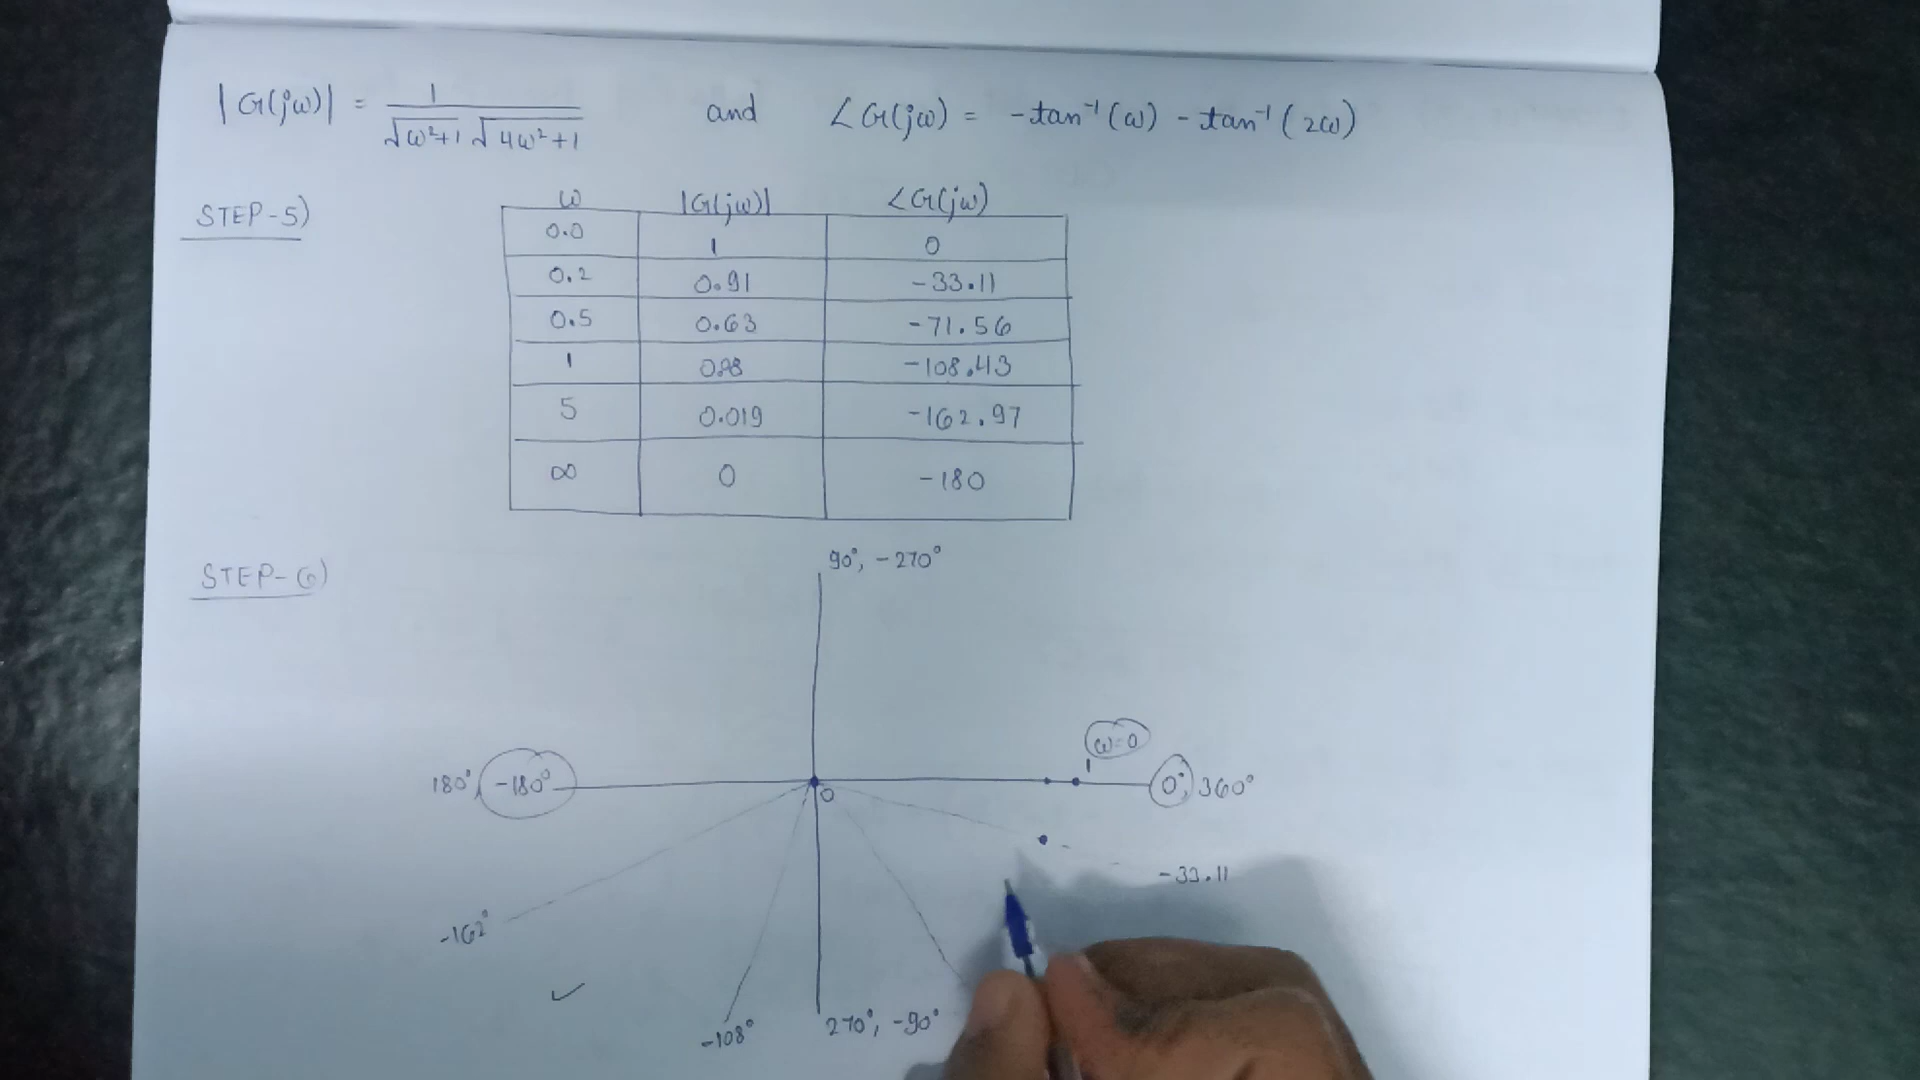 |G(jω)| = 1 / √ω²+1 √4ω²+1 and ∠G(jω) = -tan⁻¹(ω) - tan⁻¹(2ω)
STEP-5)
ω |G(jω)| ∠G(jω)
0.0 1 0
0.2 0.91 -33.11
0.5 0.63 -71.56
1 -108.43
5 0.019 -162.97
∞ 0 -180
STEP-6)
90°, -270°
ω=0
1
180°, -180° 0°, 360°
0
-33.11
-162°
-108° 270°, -90°